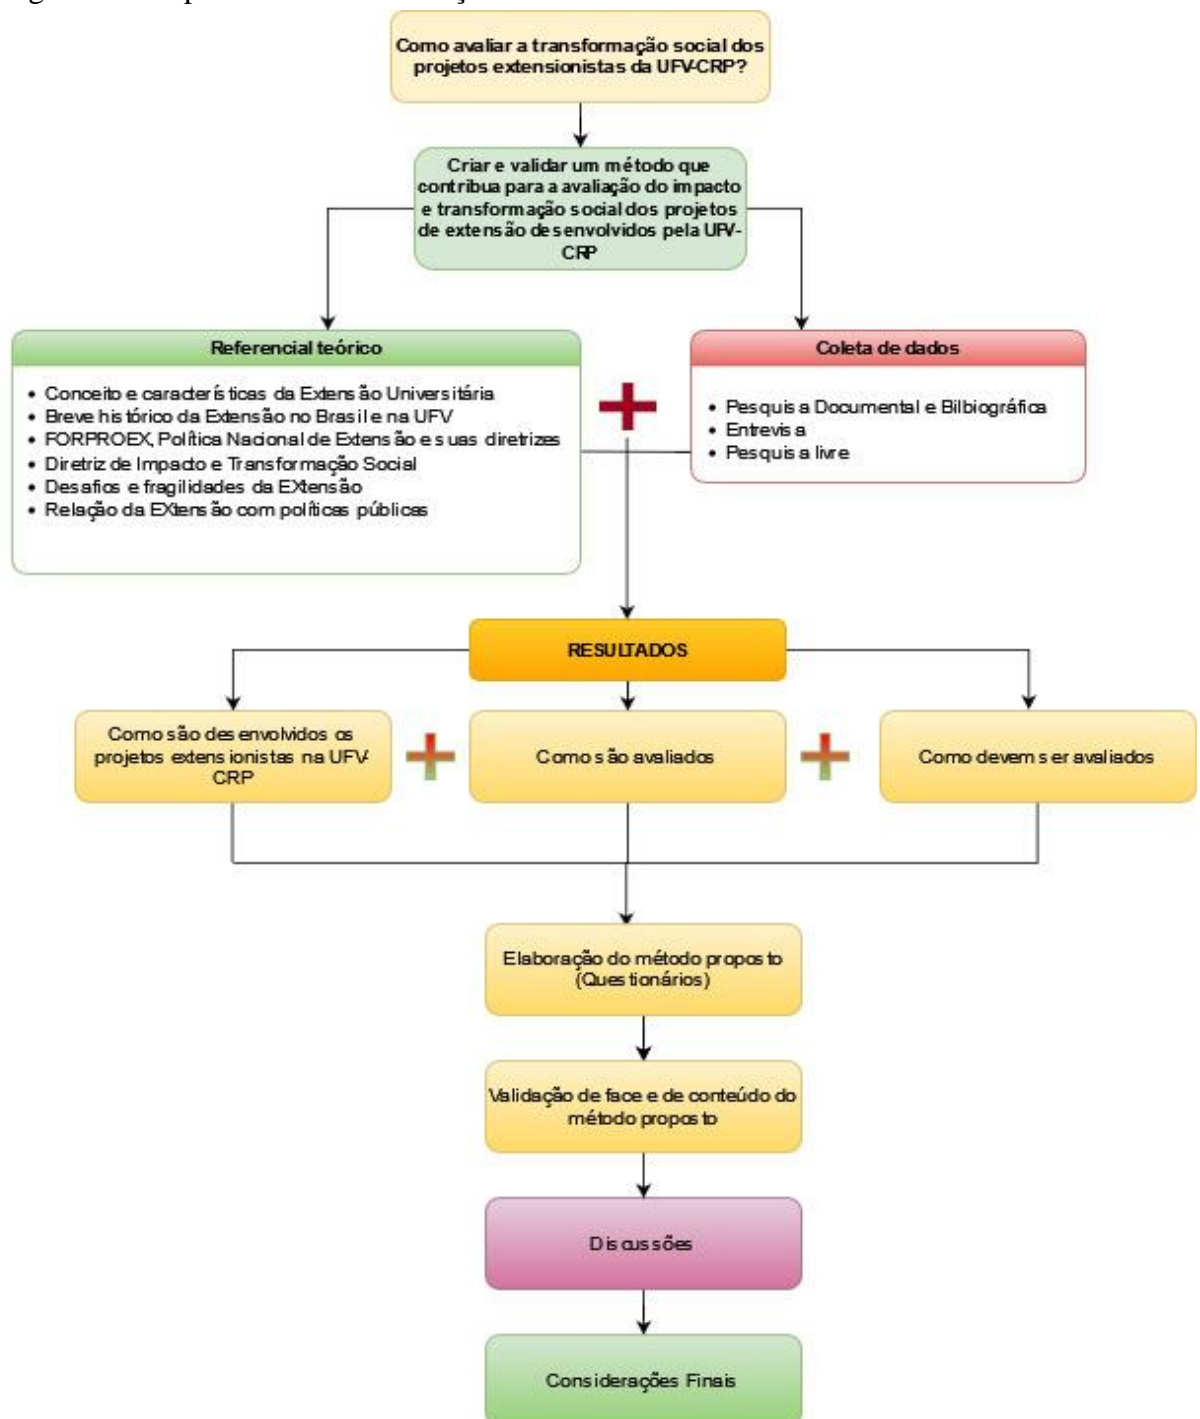 Como avaliar a transformação social dos
projetos extensionistas da UFV-CRP?
Criar e validar um método que
contribua para a avaliação do impacto
e transformação social dos projetos
de extensão desenvolvidos pela UFV-
CRP
Referencial teórico
• Conceito e características da Extensão Universitária
• Breve histórico da Extensão no Brasil e na UFV
• FORPROEX, Política Nacional de Extensão e suas diretrizes
• Diretriz de Impacto e Transformação Social
• Desafios e fragilidades da EXtensão
• Relação da EXtensão com políticas públicas
Coleta de dados
• Pesquisa Documental e Bilbiográfica
• Entrevisa
• Pesquisa livre
RESULTADOS
Como são desenvolvidos os
projetos extensionistas na UFV-
CRP
Como são avaliados
Como devem ser avaliados
Elaboração do método proposto
(Questionários)
Validação de face e de conteúdo do
método proposto
Discussões
Considerações Finais